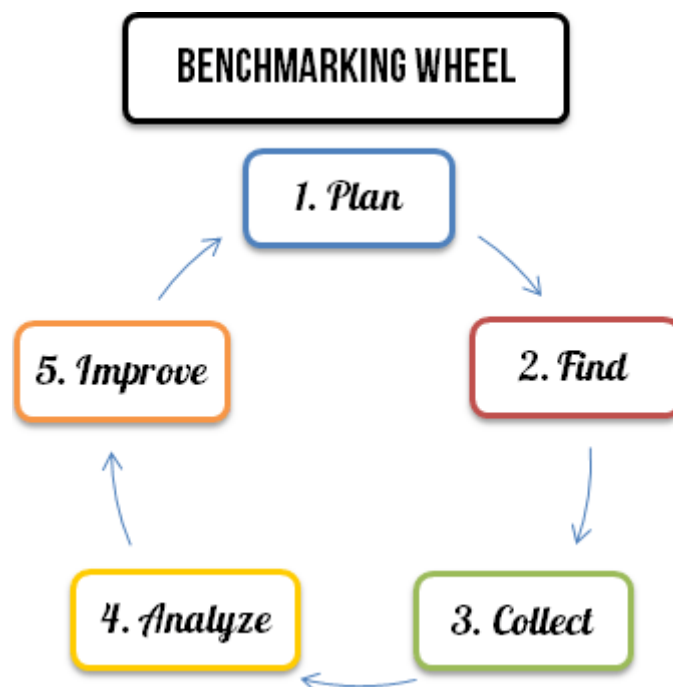 BENCHMARKING WHEEL
1. Plan
2. Find
3. Collect
4. Analyze
5. Improve